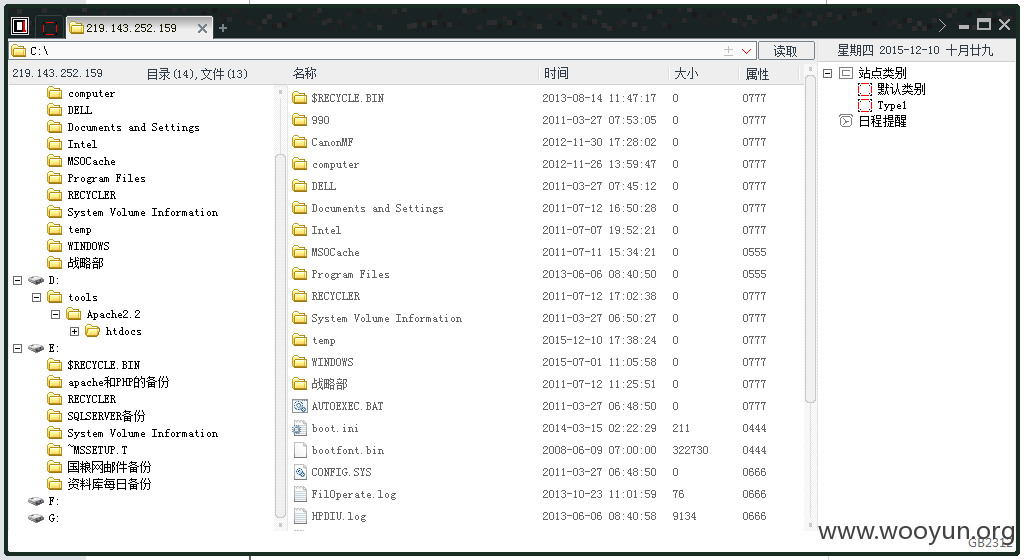 219.143.252.159
C:\
读取
星期四 2015-12-10 十月廿九
219.143.252.159 目录(14),文件(13)
computer
DELL
Documents and Settings
Intel
MSOCache
Program Files
RECYCLER
System Volume Information
temp
WINDOWS
战略部
D:
tools
Apache2.2
htdocs
E:
$RECYCLE.BIN
apache和PHP的备份
RECYCLER
SQLSERVER备份
System Volume Information
~MSSETUP.T
国粮网邮件备份
资料库每日备份
F:
G:
名称 时间 大小 属性
$RECYCLE.BIN 2013-08-14 11:47:17 0 0777
990 2011-03-27 07:53:05 0 0777
CanonMF 2012-11-30 17:28:02 0 0777
computer 2012-11-26 13:59:47 0 0777
DELL 2011-03-27 07:45:12 0 0777
Documents and Settings 2011-07-12 16:50:28 0 0777
Intel 2011-07-07 19:52:21 0 0777
MSOCache 2011-07-11 15:34:21 0 0555
Program Files 2013-06-06 08:40:50 0 0555
RECYCLER 2011-07-12 17:02:38 0 0777
System Volume Information 2011-03-27 06:50:27 0 0777
temp 2015-12-10 17:38:24 0 0777
WINDOWS 2015-07-01 11:05:58 0 0777
战略部 2011-07-12 11:25:51 0 0777
AUTOEXEC.BAT 2011-03-27 06:48:50 0 0777
boot.ini 2014-03-15 02:22:29 211 0444
bootfont.bin 2008-06-09 07:00:00 322730 0444
CONFIG.SYS 2011-03-27 06:48:50 0 0666
FilOperate.log 2013-10-23 11:01:59 76 0666
HPDIU.log 2013-06-06 08:40:58 9134 0666
站点类别
默认类别
Type1
日程提醒
www.wooyun.org
GB2312